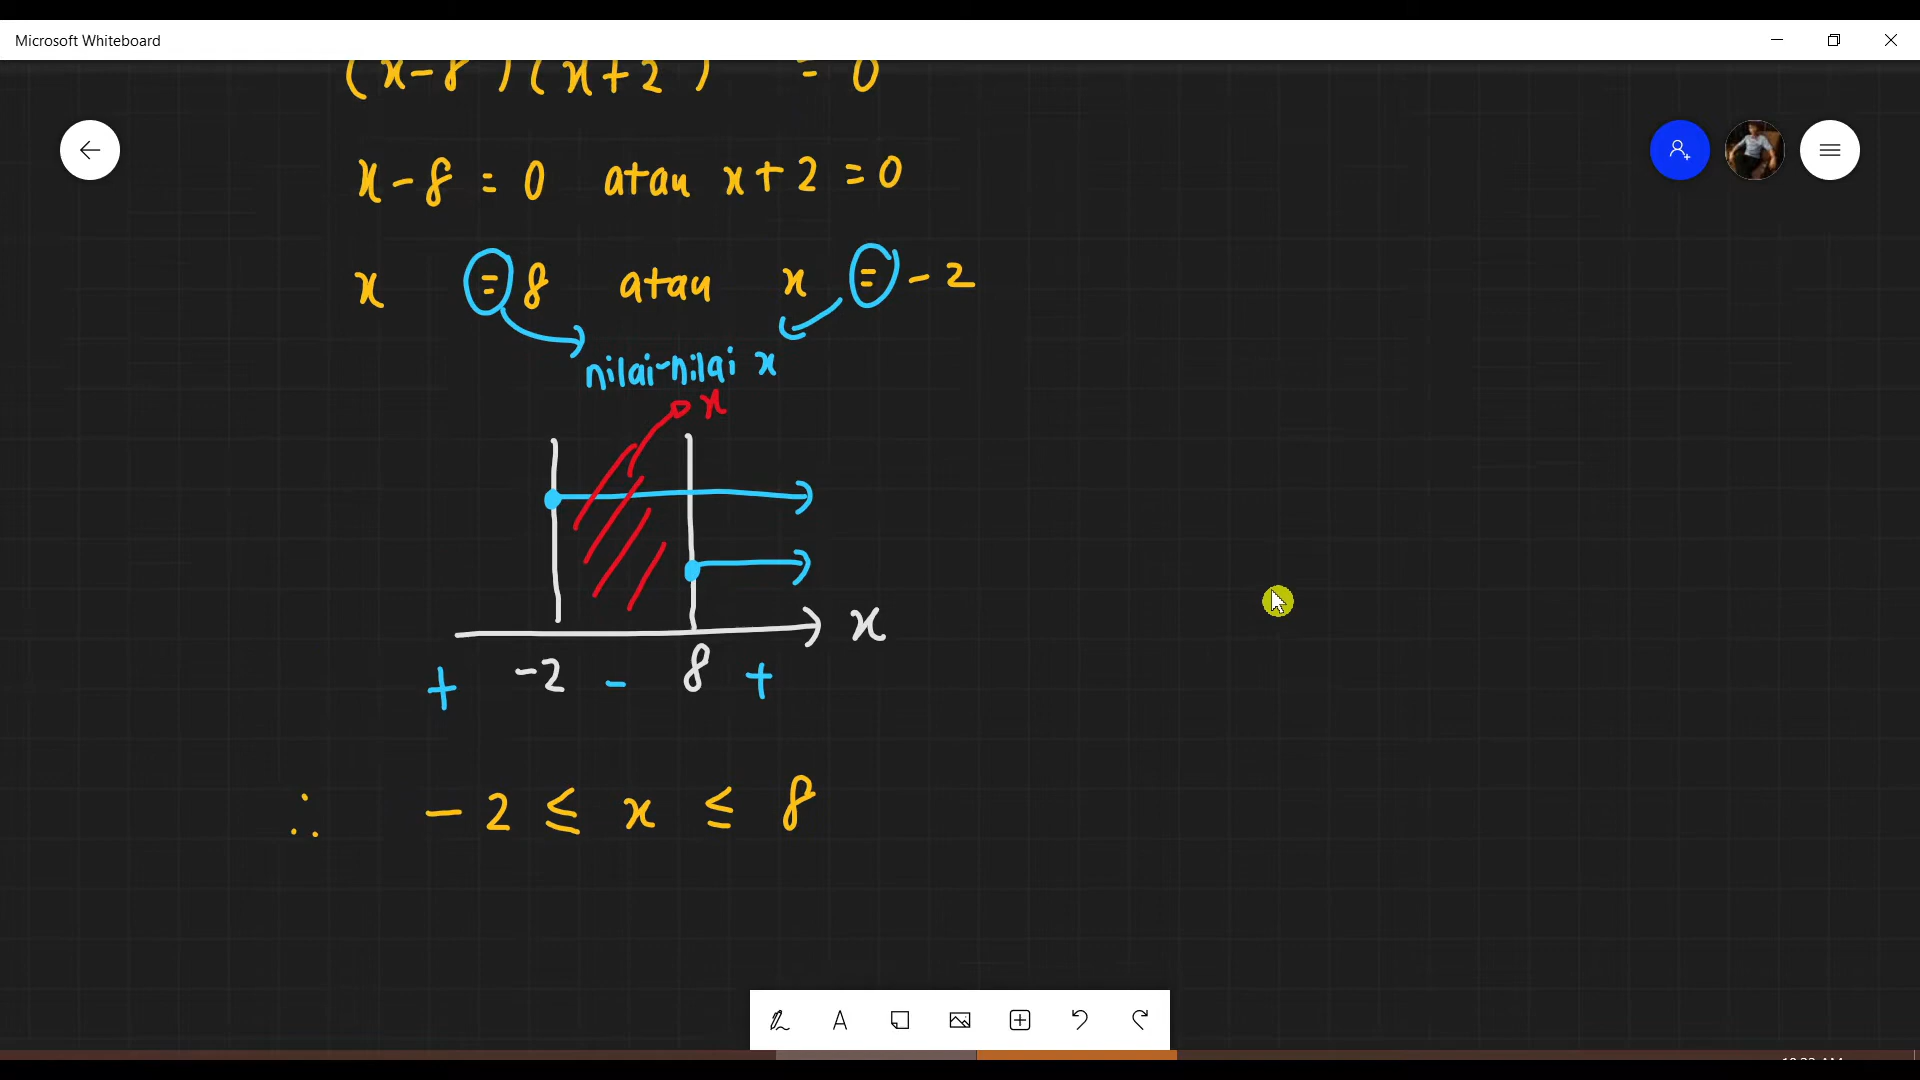 Microsoft Whiteboard
(x-8)(x+2) = 0
x-8 = 0 atau x+2 = 0
x = 8 atau x = -2
nilai-nilai x
x
x
+ -2 - 8 +
∴ -2 ≤ x ≤ 8
A